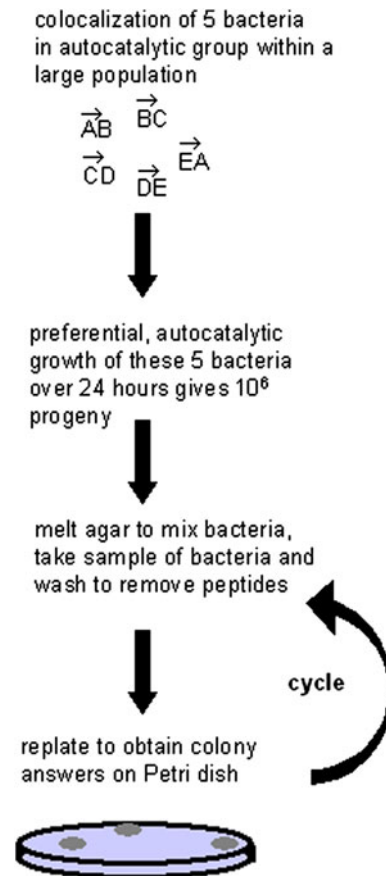 colocalization of 5 bacteria
in autocatalytic group within a
large population
AB BC
CD DE EA
preferential, autocatalytic
growth of these 5 bacteria
over 24 hours gives 10⁶
progeny
melt agar to mix bacteria,
take sample of bacteria and
wash to remove peptides
cycle
replate to obtain colony
answers on Petri dish